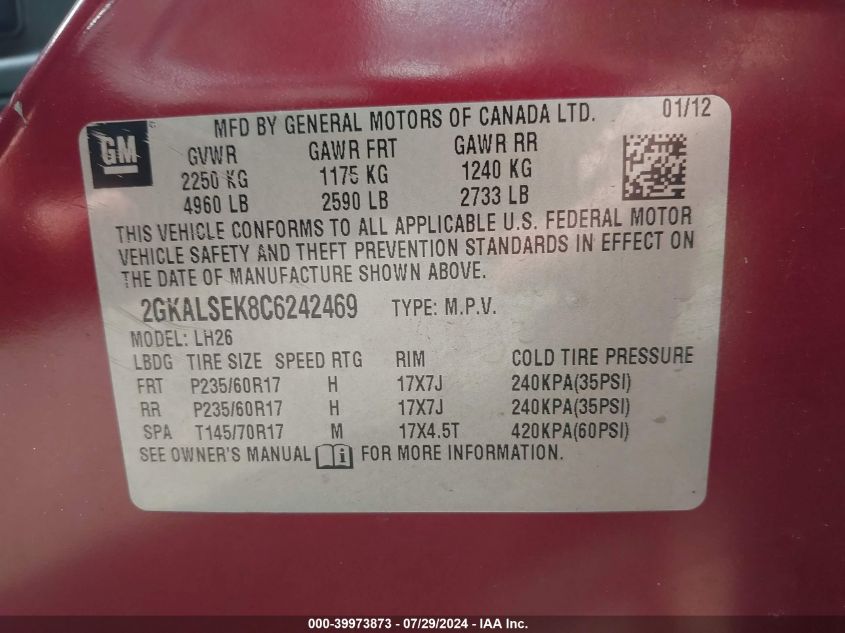 GM
MFD BY GENERAL MOTORS OF CANADA LTD. 01/12
GVWR GAWR FRT GAWR RR
2250 KG 1175 KG 1240 KG
4960 LB 2590 LB 2733 LB
THIS VEHICLE CONFORMS TO ALL APPLICABLE U.S. FEDERAL MOTOR
VEHICLE SAFETY AND THEFT PREVENTION STANDARDS IN EFFECT ON
THE DATE OF MANUFACTURE SHOWN ABOVE.
2GKALSEK8C6242469 TYPE: M.P.V.
MODEL: LH26
LBDG TIRE SIZE SPEED RTG RIM COLD TIRE PRESSURE
FRT P235/60R17 H 17X7J 240KPA(35PSI)
RR P235/60R17 H 17X7J 240KPA(35PSI)
SPA T145/70R17 M 17X4.5T 420KPA(60PSI)
SEE OWNER'S MANUAL i FOR MORE INFORMATION.
000-39973873 - 07/29/2024 - IAA Inc.